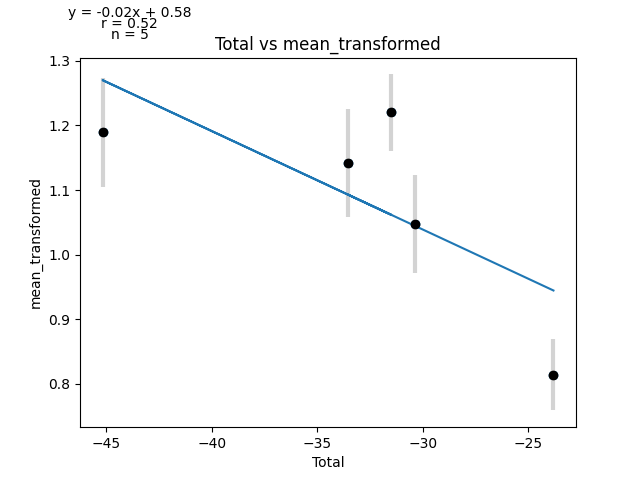 y = -0.02x + 0.58
r = 0.52
n = 5
Total vs mean_transformed
1.3
1.2
1.1
1.0
0.9
0.8
mean_transformed
−45
−40
−35
−30
−25
Total